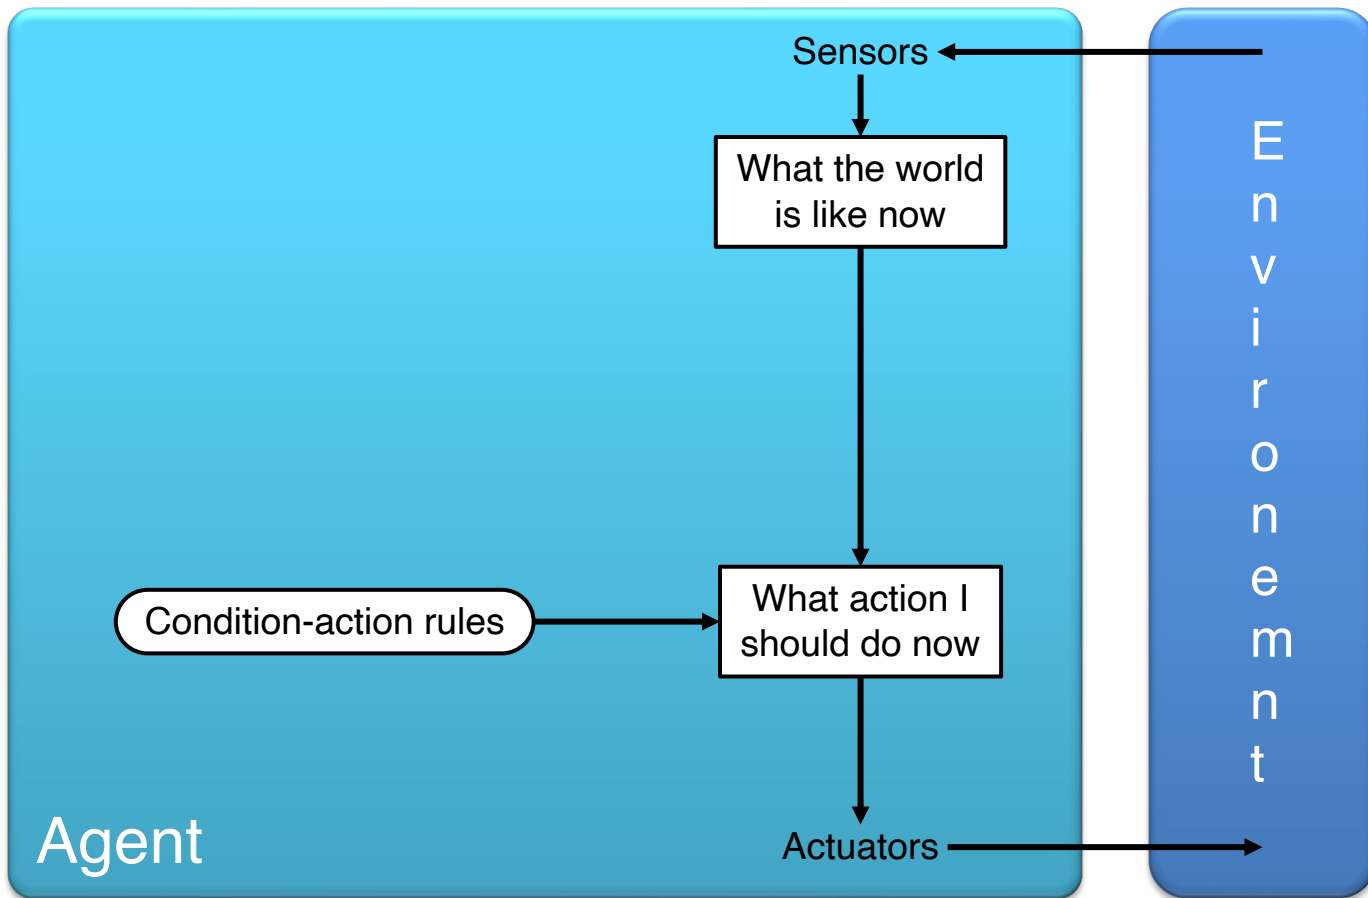 Sensors
What the world
is like now
Condition-action rules
What action I
should do now
Agent
Actuators
E
n
v
i
r
o
n
e
m
n
t